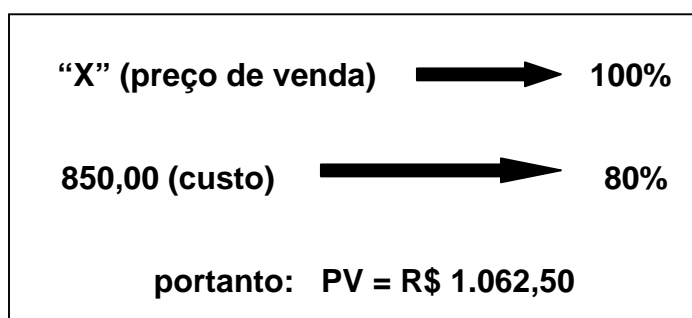 “X” (preço de venda) 100%
850,00 (custo) 80%
portanto: PV = R$ 1.062,50